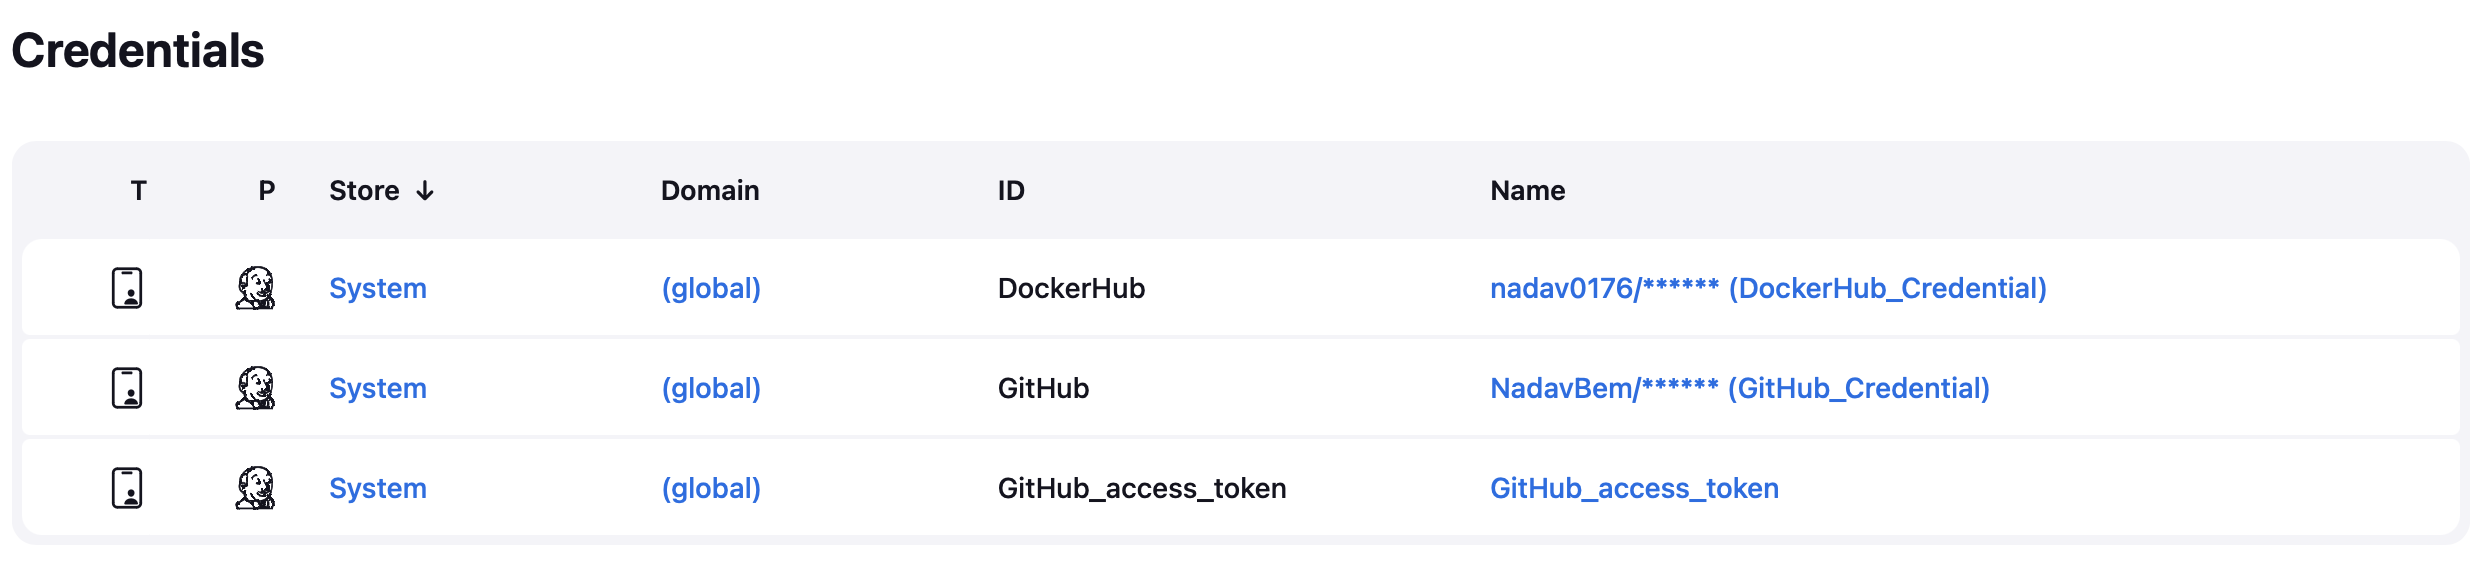 Credentials
T P Store ↓ Domain ID Name
System (global) DockerHub nadav0176/****** (DockerHub_Credential)
System (global) GitHub NadavBem/****** (GitHub_Credential)
System (global) GitHub_access_token GitHub_access_token